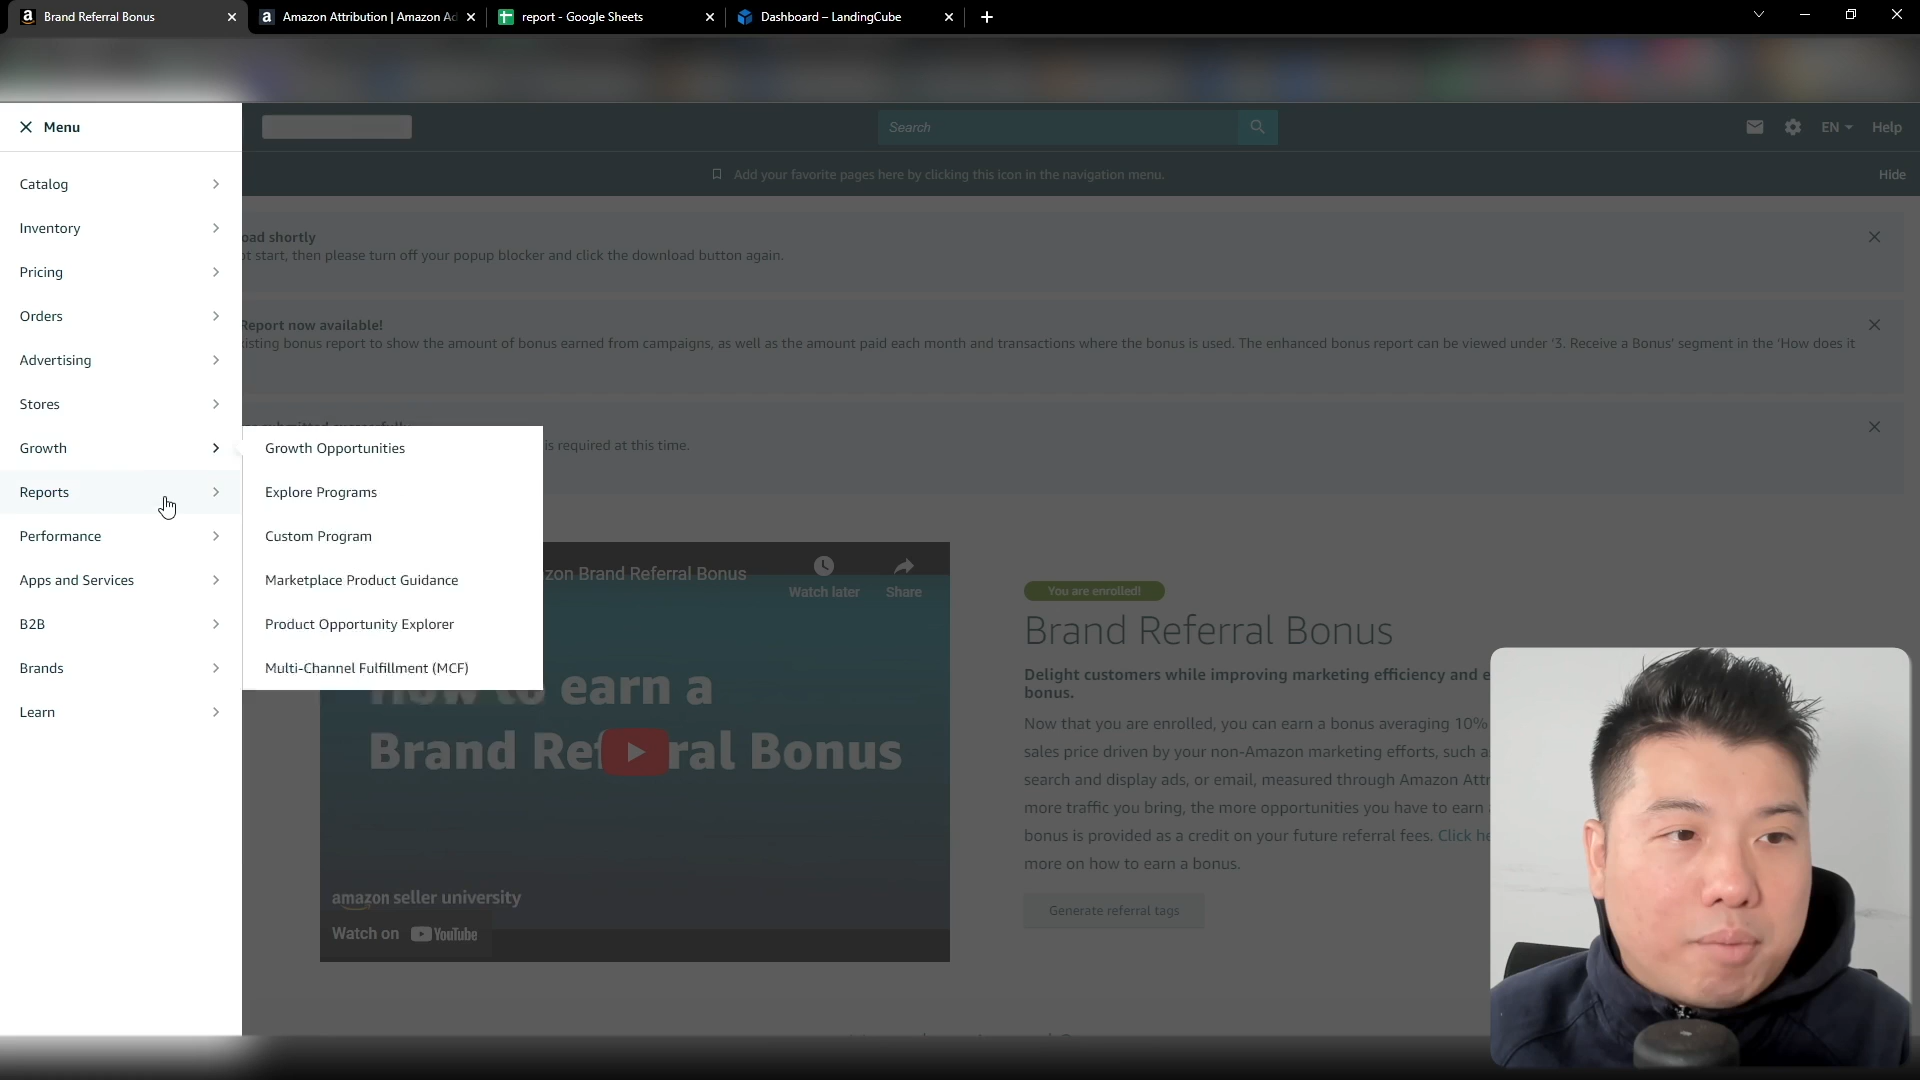 Brand Referral Bonus
Amazon Attribution | Amazon Ad
report - Google Sheets
Dashboard – LandingCube
Menu
Search
EN
Help
Add your favorite pages here by clicking this icon in the navigation menu.
Hide
Catalog
Inventory
Pricing
Orders
Advertising
Stores
Growth
Reports
Performance
Apps and Services
B2B
Brands
Learn
Growth Opportunities
Explore Programs
Custom Program
Marketplace Product Guidance
Product Opportunity Explorer
Multi-Channel Fulfillment (MCF)
oad shortly
ot start, then please turn off your popup blocker and click the download button again.
Report now available!
xisting bonus report to show the amount of bonus earned from campaigns, as well as the amount paid each month and transactions where the bonus is used. The enhanced bonus report can be viewed under '3. Receive a Bonus' segment in the 'How does it
is required at this time.
zon Brand Referral Bonus
Watch later
Share
How to earn a
Brand Referral Bonus
amazon seller university
Watch on YouTube
You are enrolled!
Brand Referral Bonus
Delight customers while improving marketing efficiency and e
bonus.
Now that you are enrolled, you can earn a bonus averaging 10%
sales price driven by your non-Amazon marketing efforts, such a
search and display ads, or email, measured through Amazon Attr
more traffic you bring, the more opportunities you have to earn
bonus is provided as a credit on your future referral fees. Click he
more on how to earn a bonus.
Generate referral tags